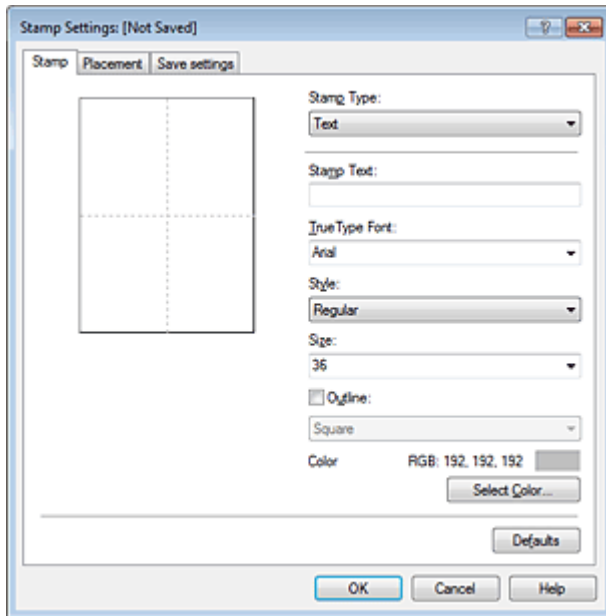 Stamp Settings: [Not Saved]
Stamp Placement Save settings
Stamp Type:
Text
Stamp Text:
TrueType Font:
Arial
Style:
Regular
Size:
36
Outline:
Square
Color RGB: 192, 192, 192
Select Color...
Defaults
OK Cancel Help